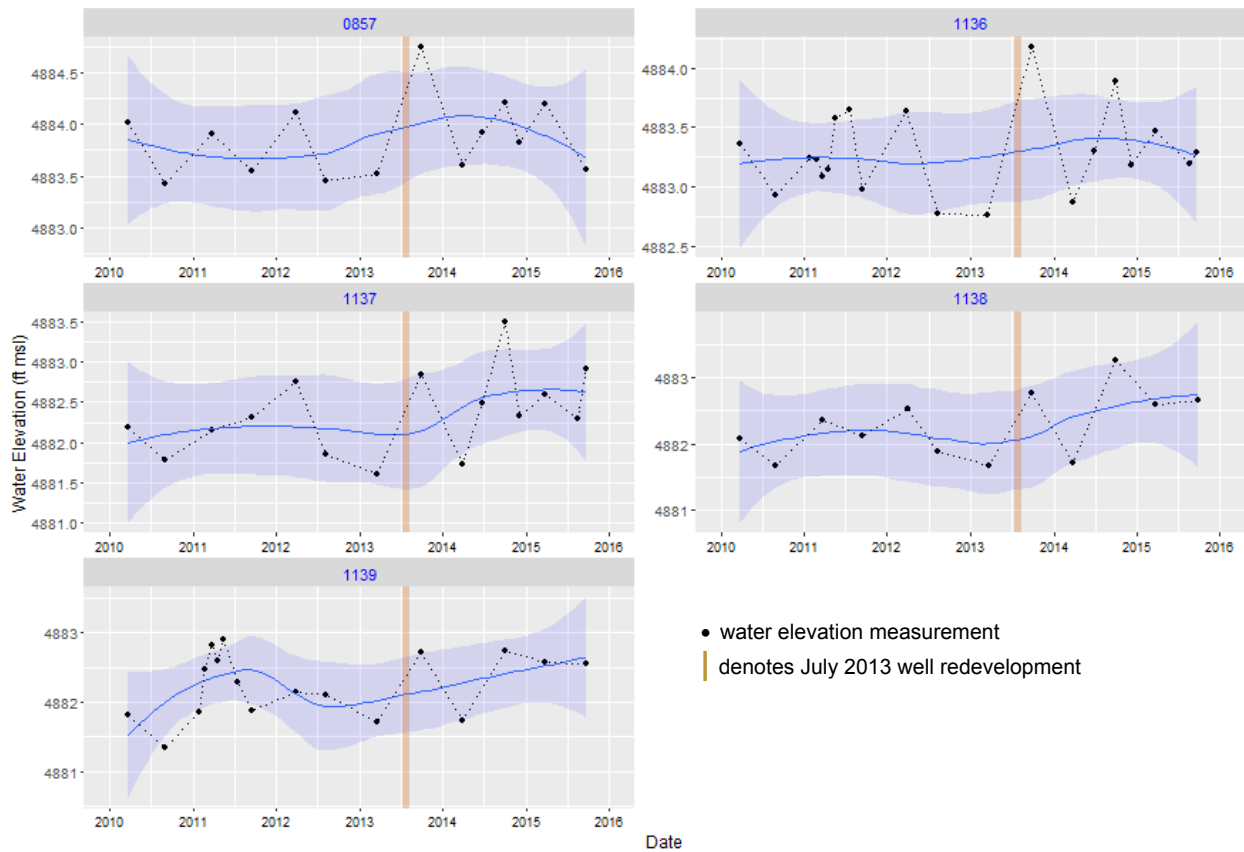 0857
4884.5
4884.0
4883.5
4883.0
2010 2011 2012 2013 2014 2015 2016
1136
4884.0
4883.5
4883.0
4882.5
2010 2011 2012 2013 2014 2015 2016
Water Elevation (ft msl)
1137
4883.5
4883.0
4882.5
4882.0
4881.5
4881.0
2010 2011 2012 2013 2014 2015 2016
1138
4883
4882
4881
2010 2011 2012 2013 2014 2015 2016
1139
4883
4882
4881
2010 2011 2012 2013 2014 2015 2016
water elevation measurement
denotes July 2013 well redevelopment
Date